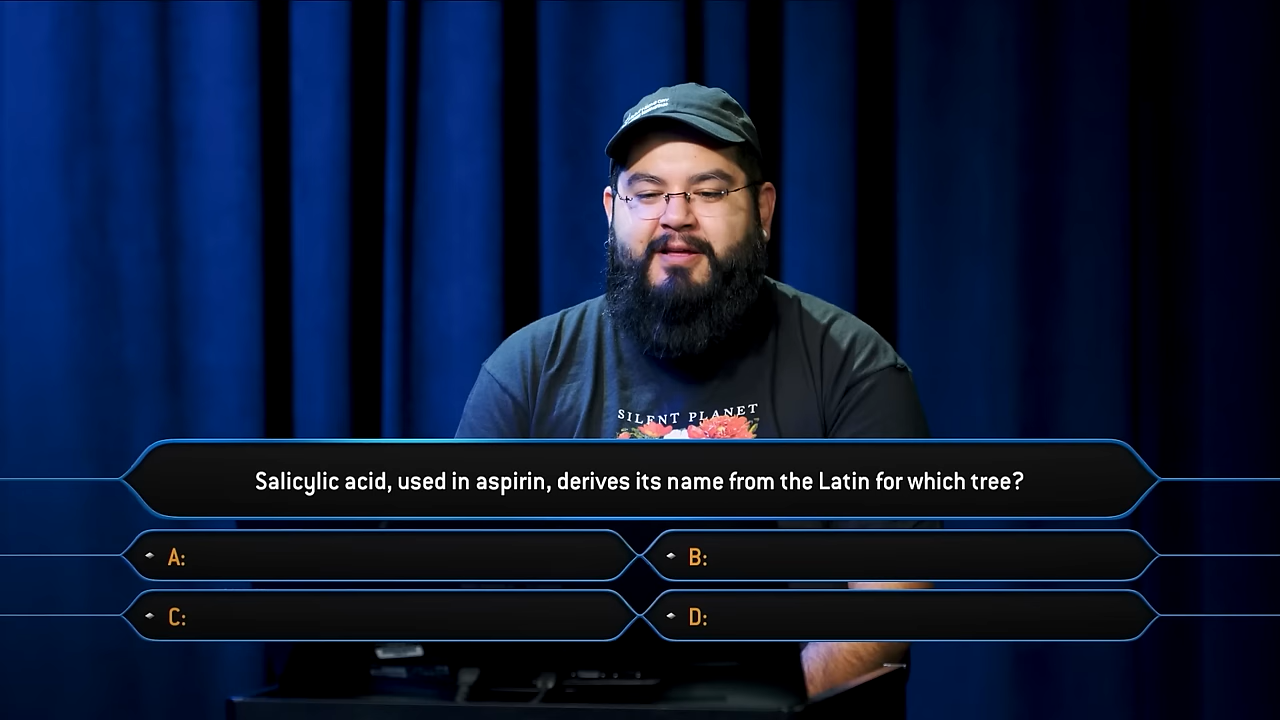 SILENT PLANET
Salicylic acid, used in aspirin, derives its name from the Latin for which tree?
A:
B:
C:
D: